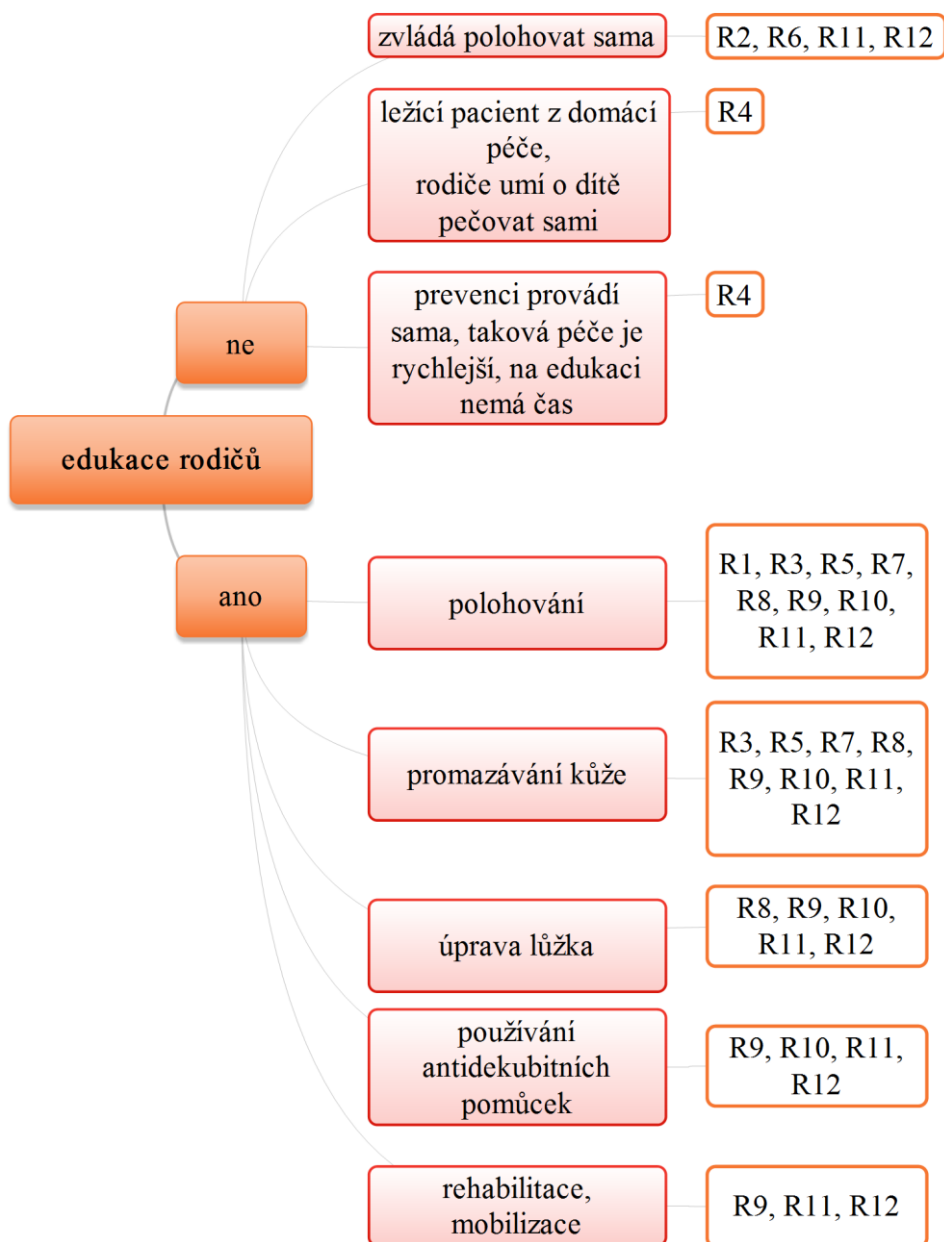 zvládá polohovat sama
R2, R6, R11, R12
ležící pacient z domácí
péče,
rodiče umí o dítě
pečovat sami
R4
prevenci provádí
sama, taková péče je
rychlejší, na edukaci
nemá čas
R4
ne
edukace rodičů
ano
polohování
R1, R3, R5, R7,
R8, R9, R10,
R11, R12
promazávání kůže
R3, R5, R7, R8,
R9, R10, R11,
R12
úprava lůžka
R8, R9, R10,
R11, R12
používání
antidekubitních
pomůcek
R9, R10, R11,
R12
rehabilitace,
mobilizace
R9, R11, R12